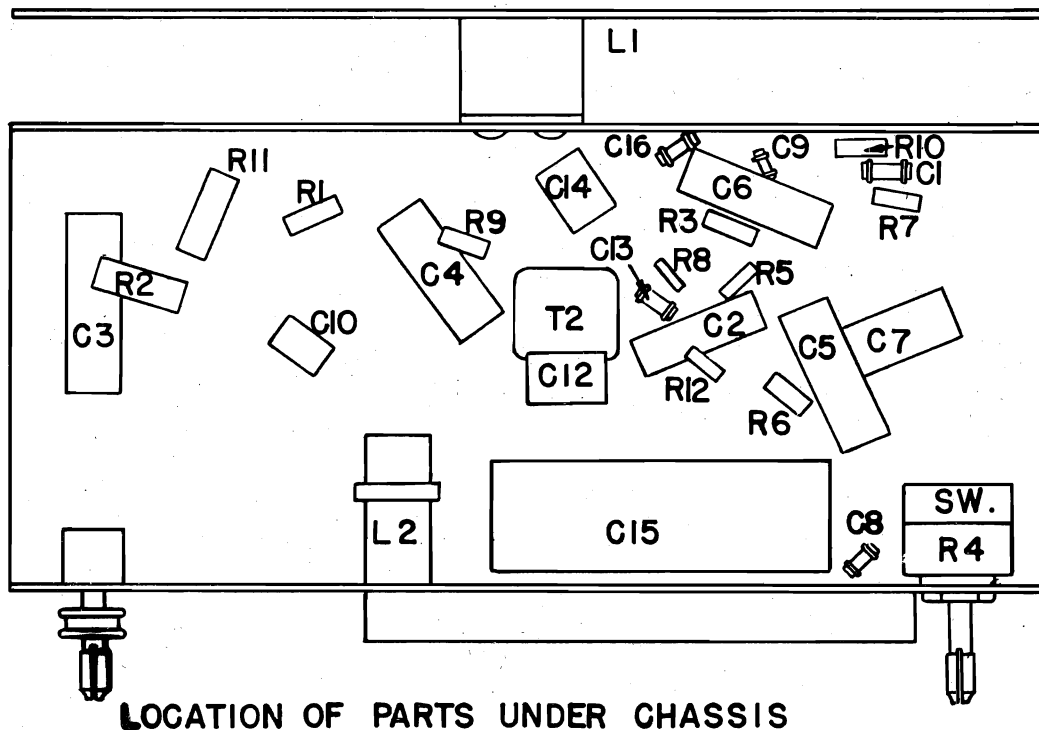 L1
C16
C9
R10
R11
C14
C6
C1
R1
R7
R9
R3
C13
R8
R5
R2
C4
T2
C2
C3
C10
C5
C7
C12
R12
R6
SW.
L2
C15
C8
R4
LOCATION OF PARTS UNDER CHASSIS